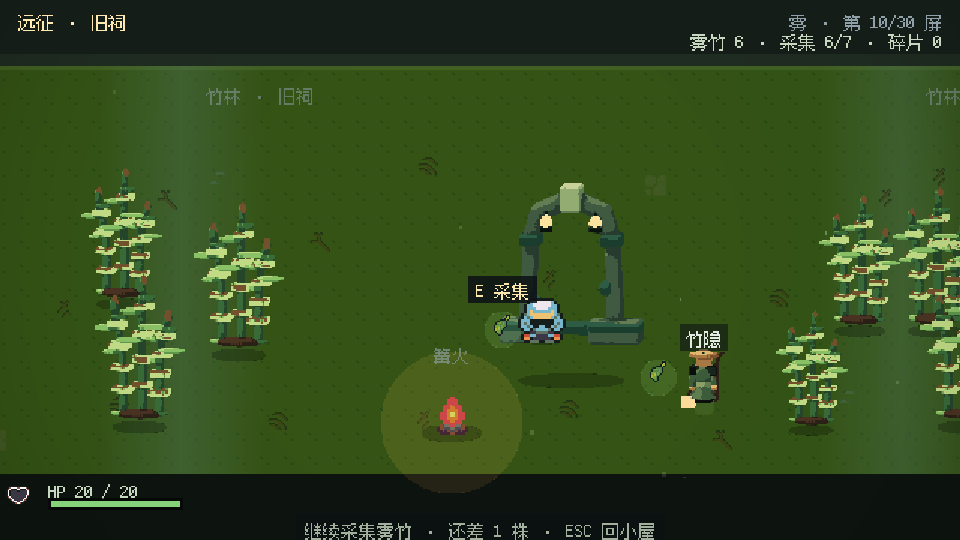 远征 · 旧祠
雾 · 第 10/30 屏
雾竹 6 · 采集 6/7 · 碎片 0
竹林 · 旧祠
竹林
E 采集
竹隐
篝火
HP 20 / 20
继续采集雾竹 · 还差 1 株 · ESC 回小屋